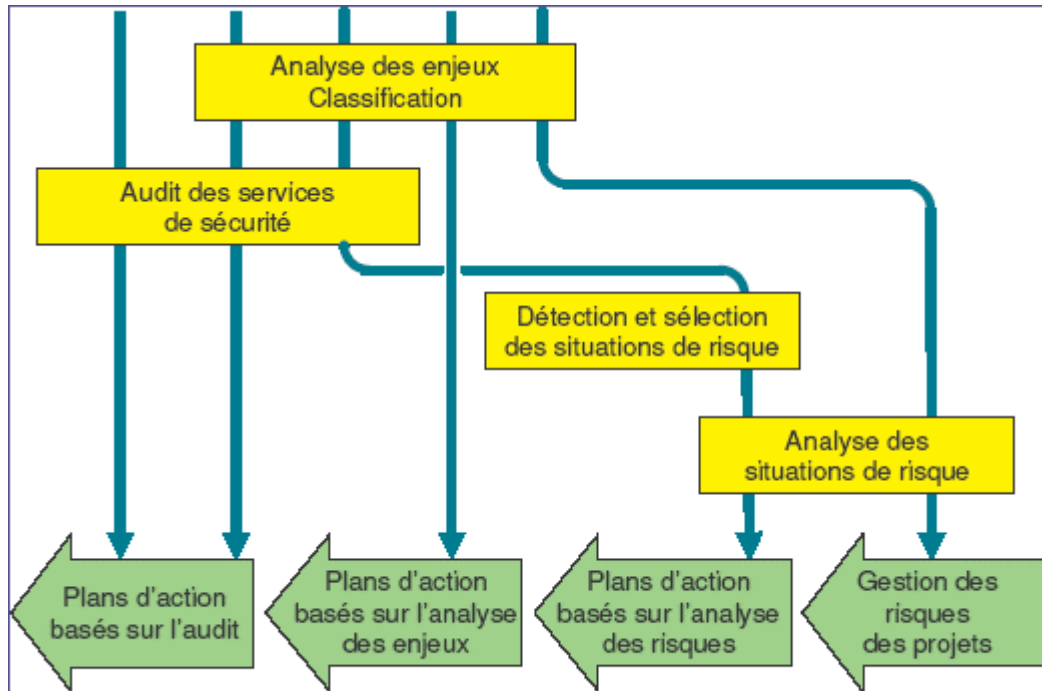 Analyse des enjeux
Classification
Audit des services
de sécurité
Détection et sélection
des situations de risque
Analyse des
situations de risque
Plans d'action
basés sur l'audit
Plans d'action
basés sur l'analyse
des enjeux
Plans d'action
basés sur l'analyse
des risques
Gestion des
risques
des projets